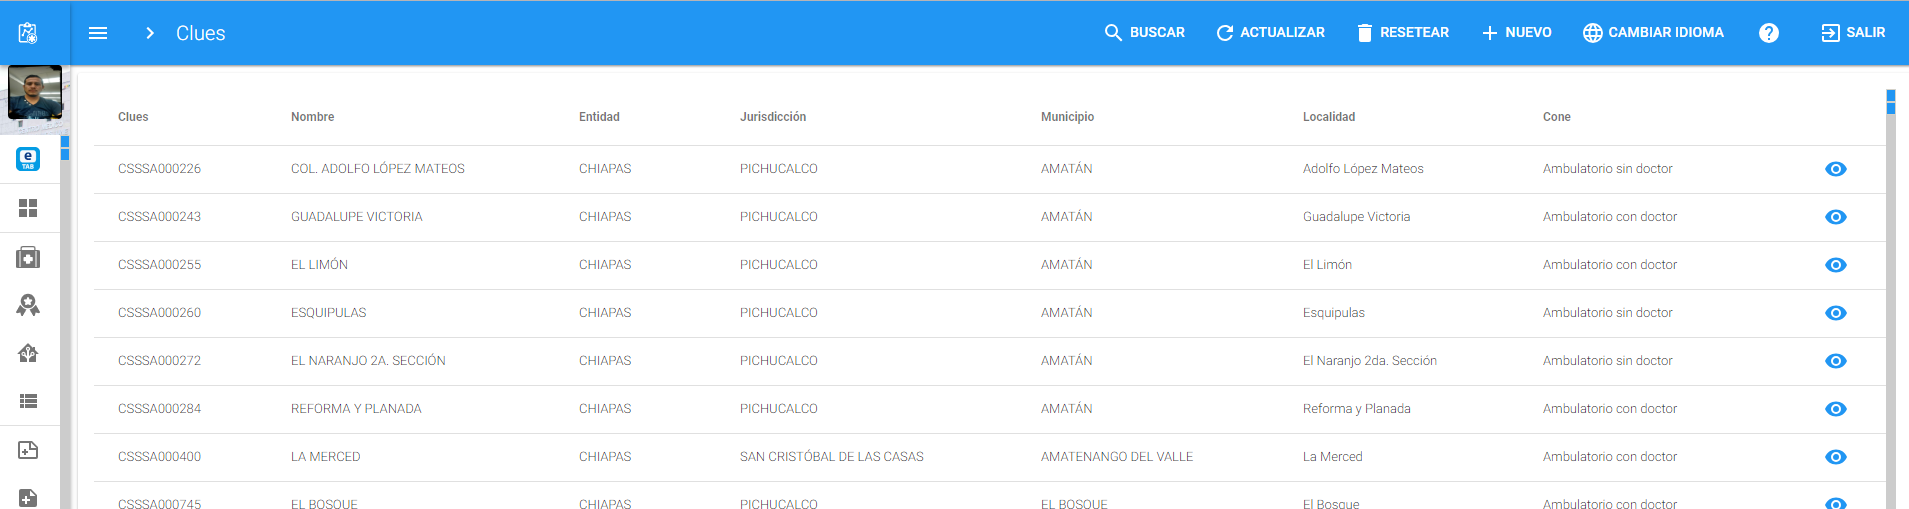 Clues BUSCAR ACTUALIZAR RESETEAR NUEVO CAMBIAR IDIOMA ? SALIR
Clues Nombre Entidad Jurisdicción Municipio Localidad Cone
e TAB
CSSSA000226 COL. ADOLFO LÓPEZ MATEOS CHIAPAS PICHUCALCO AMATÁN Adolfo López Mateos Ambulatorio sin doctor
CSSSA000243 GUADALUPE VICTORIA CHIAPAS PICHUCALCO AMATÁN Guadalupe Victoria Ambulatorio con doctor
CSSSA000255 EL LIMÓN CHIAPAS PICHUCALCO AMATÁN El Limón Ambulatorio con doctor
CSSSA000260 ESQUIPULAS CHIAPAS PICHUCALCO AMATÁN Esquipulas Ambulatorio sin doctor
CSSSA000272 EL NARANJO 2A. SECCIÓN CHIAPAS PICHUCALCO AMATÁN El Naranjo 2da. Sección Ambulatorio sin doctor
CSSSA000284 REFORMA Y PLANADA CHIAPAS PICHUCALCO AMATÁN Reforma y Planada Ambulatorio con doctor
CSSSA000400 LA MERCED CHIAPAS SAN CRISTÓBAL DE LAS CASAS AMATENANGO DEL VALLE La Merced Ambulatorio con doctor
CSSSA000745 EL BOSQUE CHIAPAS PICHUCALCO EL BOSQUE El Bosque Ambulatorio con doctor